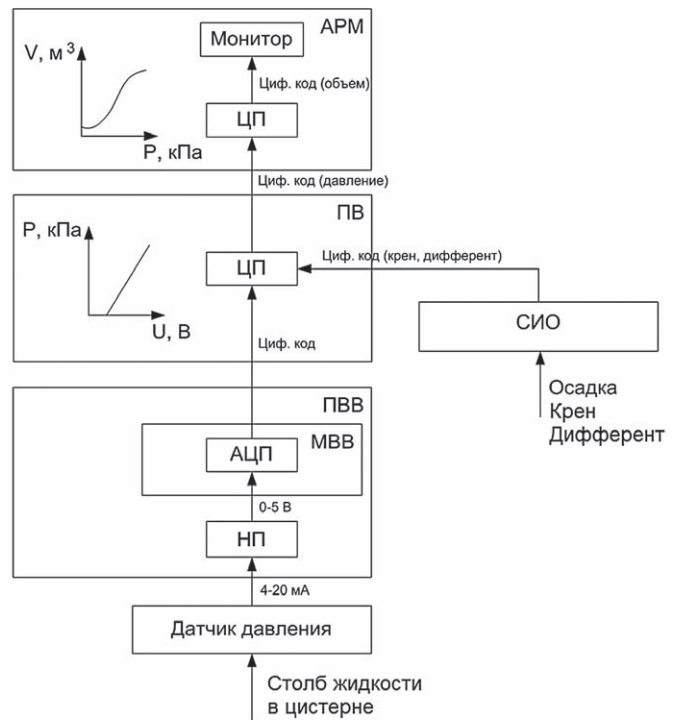 АРМ
Монитор
V, м³
Циф. код (объем)
ЦП
P, кПа
Циф. код (давление)
ПВ
P, кПа
Циф. код (крен, дифферент)
ЦП
U, В
СИО
Циф. код
Осадка
Крен
Дифферент
ПВВ
МВВ
АЦП
0-5 В
НП
4-20 мА
Датчик давления
Столб жидкости
в цистерне